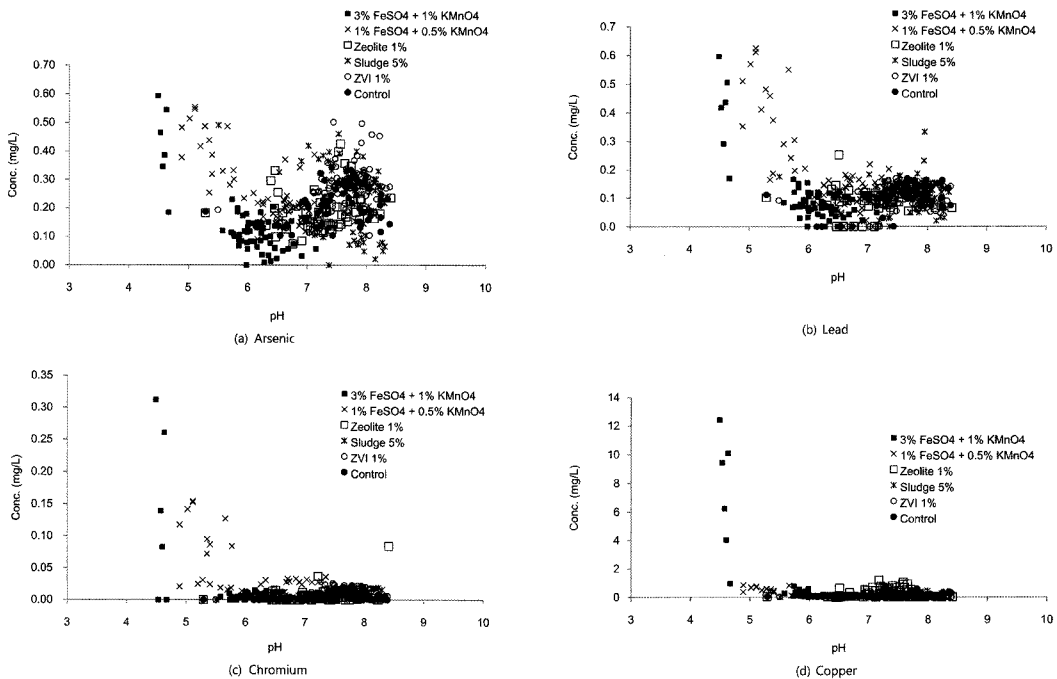 ■ 3% FeSO4 + 1% KMnO4
× 1% FeSO4 + 0.5% KMnO4
□ Zeolite 1%
Sludge 5%
○ ZVI 1%
● Control
Conc. (mg/L)
0.70
0.60
0.50
0.40
0.30
0.20
0.10
0.00
3 4 5 6 7 8 9 10
pH
(a) Arsenic
■ 3% FeSO4 + 1% KMnO4
× 1% FeSO4 + 0.5% KMnO4
□ Zeolite 1%
Sludge 5%
○ ZVI 1%
● Control
Conc. (mg/L)
0.7
0.6
0.5
0.4
0.3
0.2
0.1
0.0
3 4 5 6 7 8 9 10
pH
(b) Lead
■ 3% FeSO4 + 1% KMnO4
× 1% FeSO4 + 0.5% KMnO4
□ Zeolite 1%
Sludge 5%
○ ZVI 1%
● Control
Conc. (mg/L)
0.35
0.30
0.25
0.20
0.15
0.10
0.05
0.00
3 4 5 6 7 8 9 10
pH
(c) Chromium
■ 3% FeSO4 + 1% KMnO4
× 1% FeSO4 + 0.5% KMnO4
□ Zeolite 1%
Sludge 5%
○ ZVI 1%
● Control
Conc. (mg/L)
14
12
10
8
6
4
2
0
3 4 5 6 7 8 9 10
pH
(d) Copper